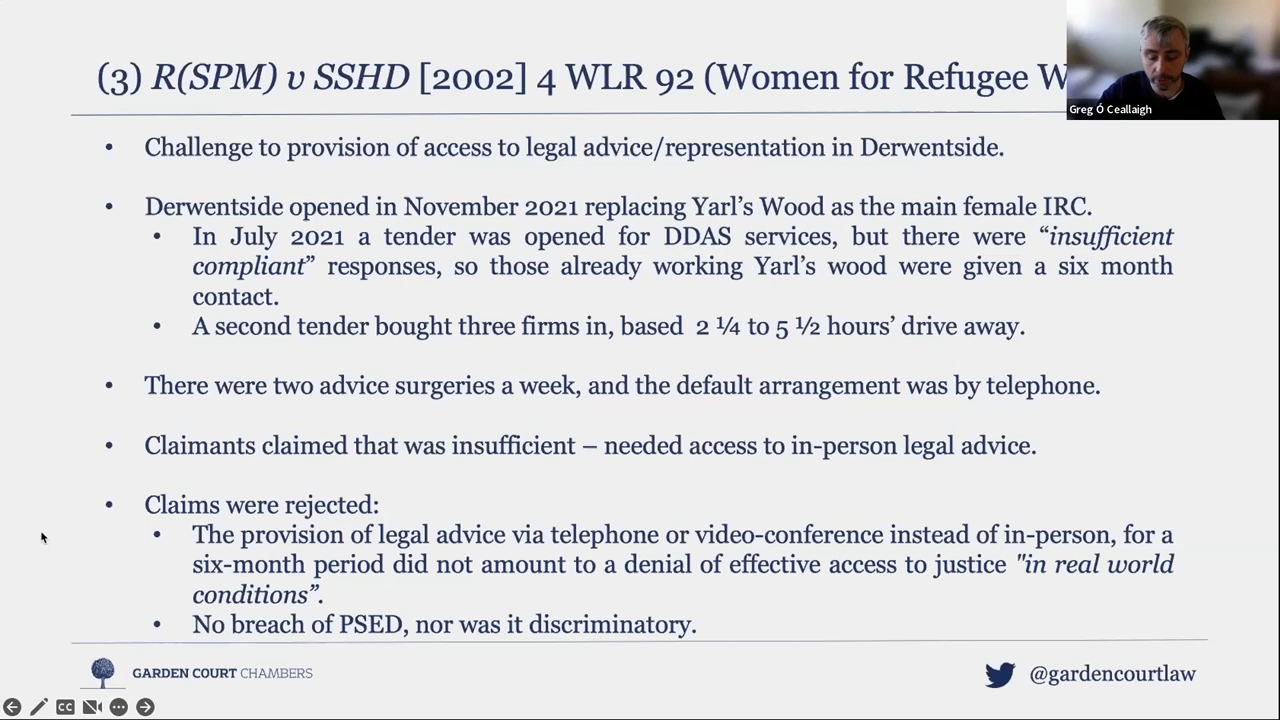 (3) R(SPM) v SSHD [2002] 4 WLR 92 (Women for Refugee W
Greg Ó Ceallaigh
• Challenge to provision of access to legal advice/representation in Derwentside.
• Derwentside opened in November 2021 replacing Yarl's Wood as the main female IRC.
• In July 2021 a tender was opened for DDAS services, but there were “insufficient
compliant” responses, so those already working Yarl's wood were given a six month
contact.
• A second tender bought three firms in, based 2 ¼ to 5 ½ hours' drive away.
• There were two advice surgeries a week, and the default arrangement was by telephone.
• Claimants claimed that was insufficient – needed access to in-person legal advice.
• Claims were rejected:
• The provision of legal advice via telephone or video-conference instead of in-person, for a
six-month period did not amount to a denial of effective access to justice "in real world
conditions”.
• No breach of PSED, nor was it discriminatory.
GARDEN COURT CHAMBERS
@gardencourtlaw
CC